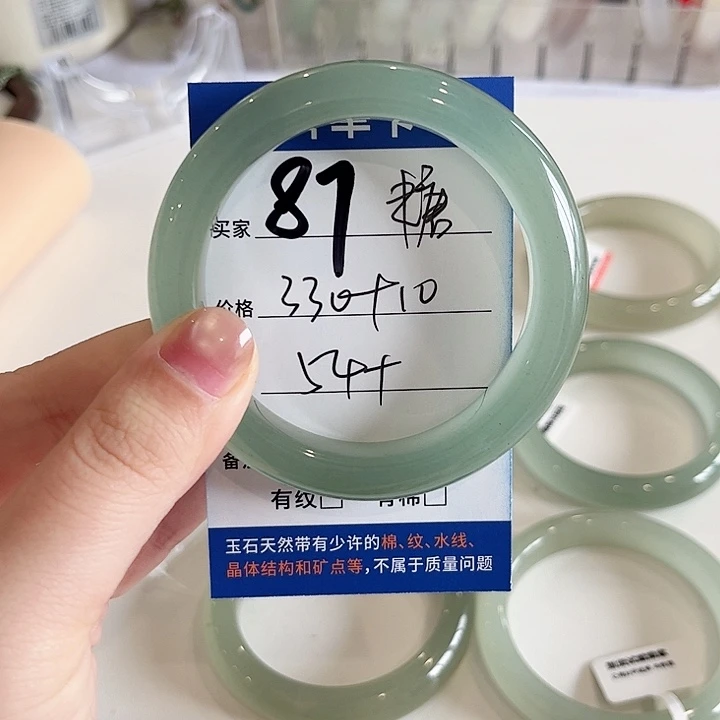 买家 87 糖
价格 330+10
54+
有纹□ 有棉□
玉石天然带有少许的棉、纹、水线、
晶体结构和矿点等,不属于质量问题